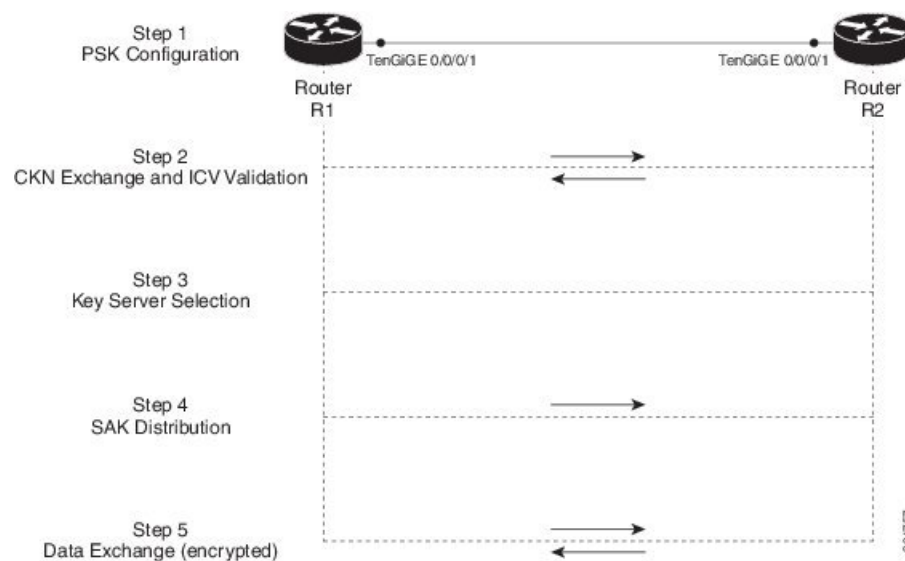 Step 1
PSK Configuration
TenGiGE 0/0/0/1
TenGiGE 0/0/0/1
Router
R1
Router
R2
Step 2
CKN Exchange and ICV Validation
Step 3
Key Server Selection
Step 4
SAK Distribution
Step 5
Data Exchange (encrypted)